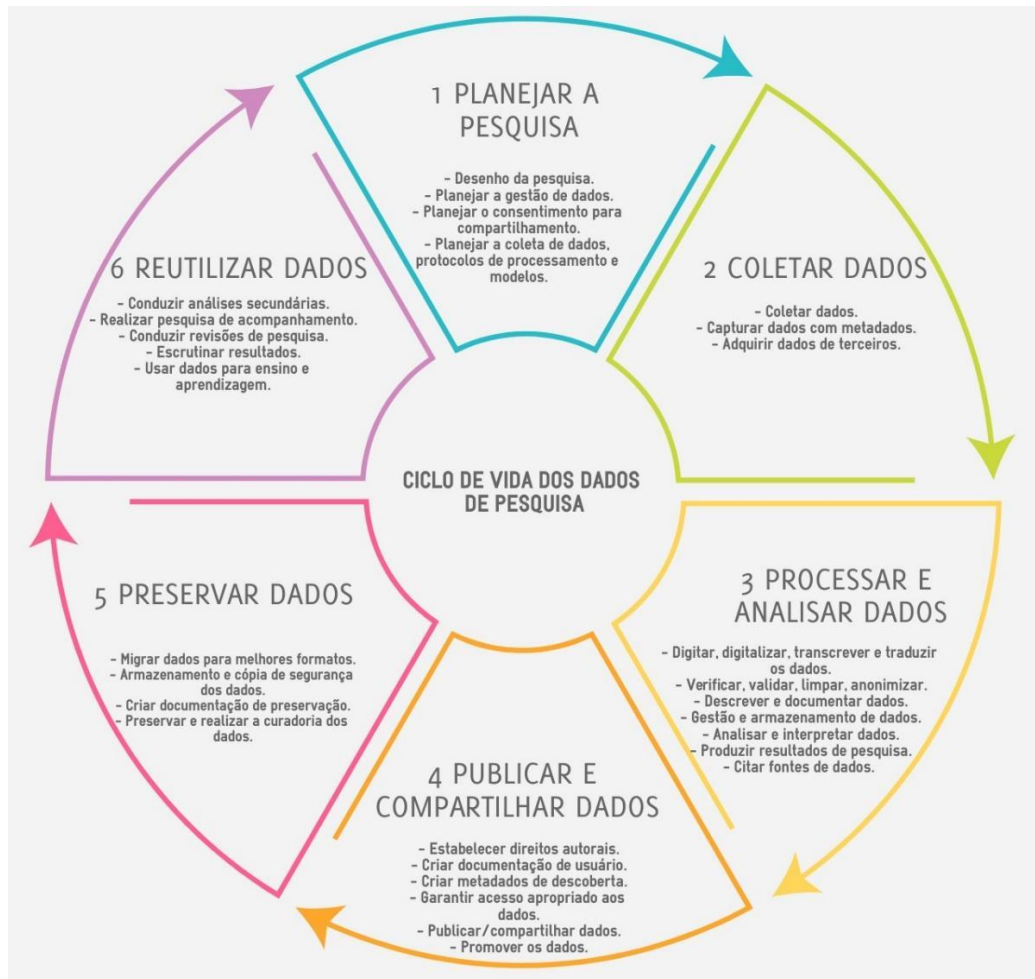 1 PLANEJAR A
PESQUISA
- Desenho da pesquisa.
- Planejar a gestão de dados.
- Planejar o consentimento para
compartilhamento.
- Planejar a coleta de dados,
protocolos de processamento e
modelos.
2 COLETAR DADOS
- Coletar dados.
- Capturar dados com metadados.
- Adquirir dados de terceiros.
3 PROCESSAR E
ANALISAR DADOS
- Digitar, digitalizar, transcrever e traduzir
os dados.
- Verificar, validar, limpar, anonimizar.
- Descrever e documentar dados.
- Gestão e armazenamento de dados.
- Analisar e interpretar dados.
- Produzir resultados de pesquisa.
- Citar fontes de dados.
4 PUBLICAR E
COMPARTILHAR DADOS
- Estabelecer direitos autorais.
- Criar documentação de usuário.
- Criar metadados de descoberta.
- Garantir acesso apropriado aos
dados.
- Publicar/compartilhar dados.
- Promover os dados.
5 PRESERVAR DADOS
- Migrar dados para melhores formatos.
- Armazenamento e cópia de segurança
dos dados.
- Criar documentação de preservação.
- Preservar e realizar a curadoria dos
dados.
6 REUTILIZAR DADOS
- Conduzir análises secundárias.
- Realizar pesquisa de acompanhamento.
- Conduzir revisões de pesquisa.
- Escrutinar resultados.
- Usar dados para ensino e
aprendizagem.
CICLO DE VIDA DOS DADOS
DE PESQUISA